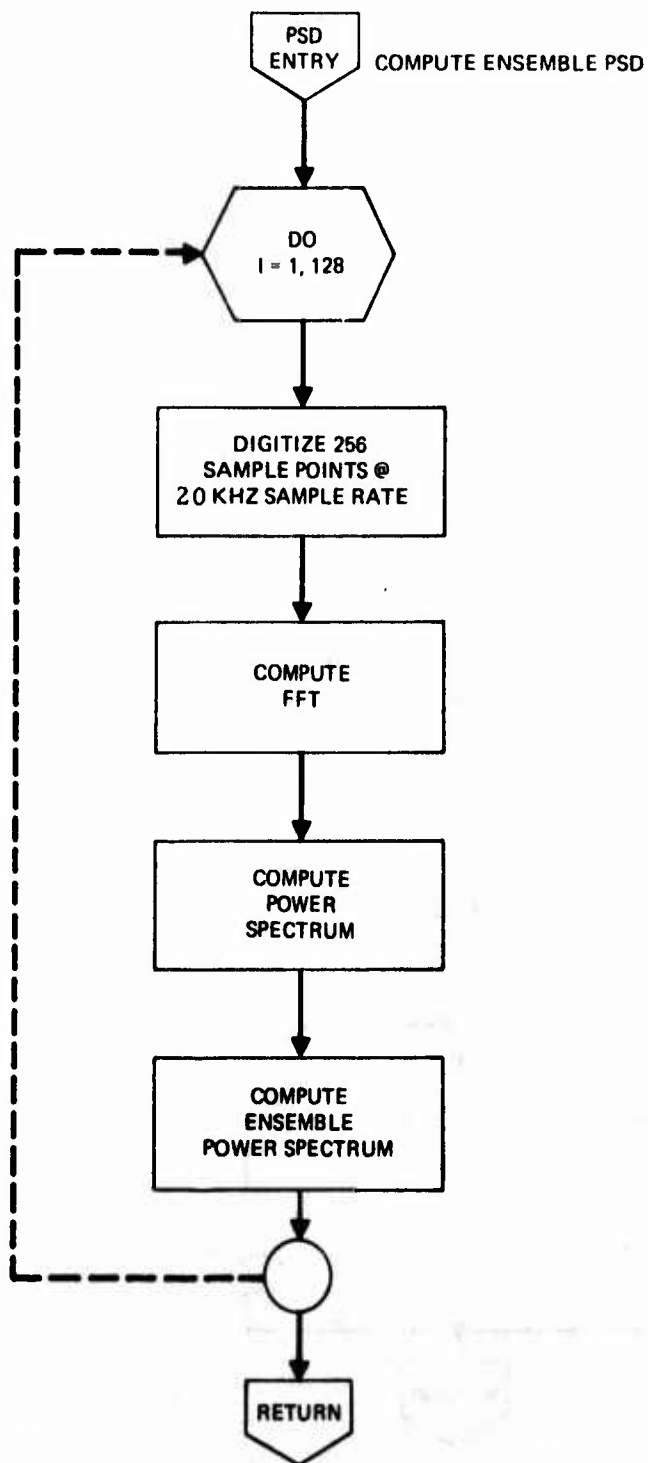 PSD
ENTRY
COMPUTE ENSEMBLE PSD
DO
I = 1, 128
DIGITIZE 256
SAMPLE POINTS @
20 KHZ SAMPLE RATE
COMPUTE
FFT
COMPUTE
POWER
SPECTRUM
COMPUTE
ENSEMBLE
POWER SPECTRUM
RETURN